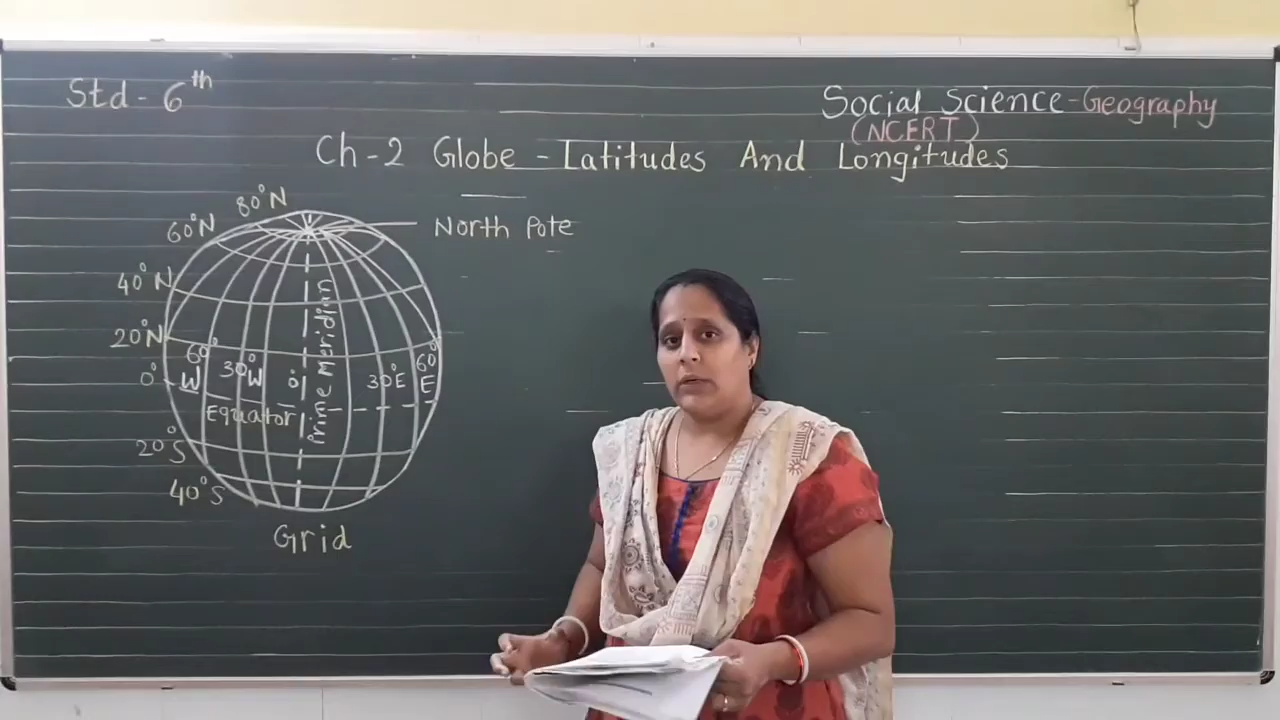 Std - 6th
Social Science - Geography
(NCERT)
Ch - 2 Globe - Latitudes And Longitudes
80°N
60°N
North Pole
40°N
20°N
Prime Meridian
60°
W
30°W
0°
30°E
60°
E
0°
Equator
20°S
40°S
Grid